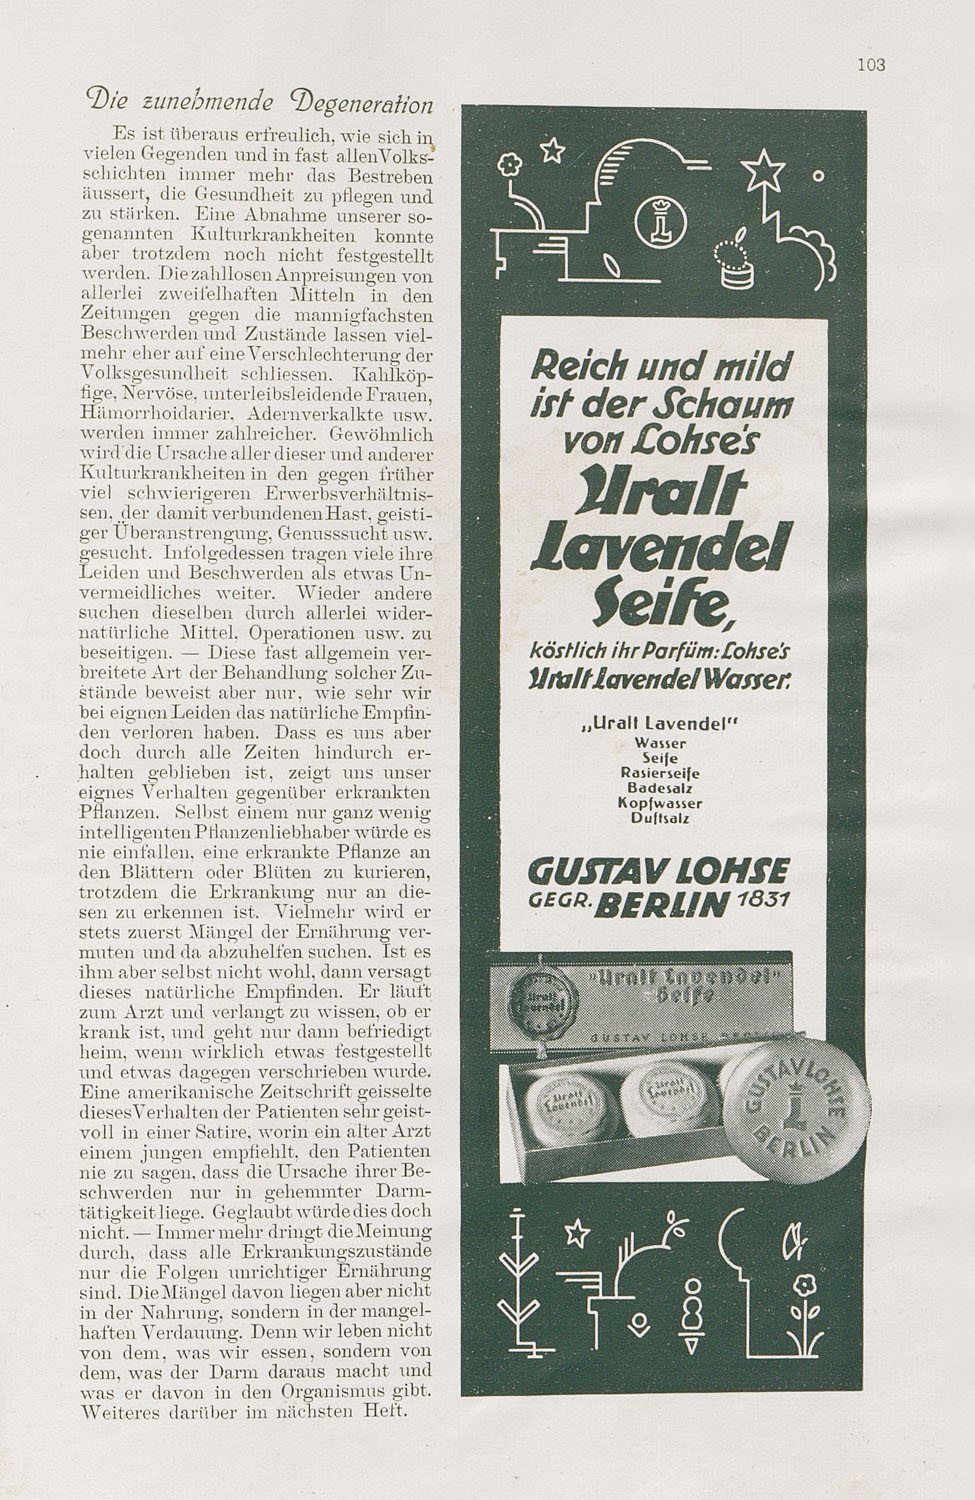 103
Die zunehmende Degeneration
Es ist überaus erfreulich, wie sich in
vielen Gegenden und in fast allen Volks-
schichten immer mehr das Bestreben
äussert, die Gesundheit zu pflegen und
zu stärken. Eine Abnahme unserer so-
genannten Kulturkrankheiten konnte
aber trotzdem noch nicht festgestellt
werden. Die zahllosen Anpreisungen von
allerlei zweifelhaften Mitteln in den
Zeitungen gegen die mannigfachsten
Beschwerden und Zustände lassen viel-
mehr eher auf eine Verschlechterung der
Volksgesundheit schliessen. Kahlköp-
fige, Nervöse, unterleibsleidende Frauen,
Hämorrhoidarier, Adernverkalkte usw.
werden immer zahlreicher. Gewöhnlich
wird die Ursache aller dieser und anderer
Kulturkrankheiten in den gegen früher
viel schwierigeren Erwerbsverhältnis-
sen, der damit verbundenen Hast, geisti-
ger Überanstrengung, Genusssucht usw.
gesucht. Infolgedessen tragen viele ihre
Leiden und Beschwerden als etwas Un-
vermeidliches weiter. Wieder andere
suchen dieselben durch allerlei wider-
natürliche Mittel, Operationen usw. zu
beseitigen. — Diese fast allgemein ver-
breitete Art der Behandlung solcher Zu-
stände beweist aber nur, wie sehr wir
bei eignen Leiden das natürliche Empfin-
den verloren haben. Dass es uns aber
doch durch alle Zeiten hindurch er-
halten geblieben ist, zeigt uns unser
eignes Verhalten gegenüber erkrankten
Pflanzen. Selbst einem nur ganz wenig
intelligenten Pflanzenliebhaber würde es
nie einfallen, eine erkrankte Pflanze an
den Blättern oder Blüten zu kurieren,
trotzdem die Erkrankung nur an die-
sen zu erkennen ist. Vielmehr wird er
stets zuerst Mängel der Ernährung ver-
muten und da abzuhelfen suchen. Ist es
ihm aber selbst nicht wohl, dann versagt
dieses natürliche Empfinden. Er läuft
zum Arzt und verlangt zu wissen, ob er
krank ist, und geht nur dann befriedigt
heim, wenn wirklich etwas festgestellt
und etwas dagegen verschrieben wurde.
Eine amerikanische Zeitschrift geisselte
dieses Verhalten der Patienten sehr geist-
voll in einer Satire, worin ein alter Arzt
einem jungen empfiehlt, den Patienten
nie zu sagen, dass die Ursache ihrer Be-
schwerden nur in gehemmter Darm-
tätigkeit liege. Geglaubt würde dies doch
nicht. — Immer mehr dringt die Meinung
durch, dass alle Erkrankungszustände
nur die Folgen unrichtiger Ernährung
sind. Die Mängel davon liegen aber nicht
in der Nahrung, sondern in der mangel-
haften Verdauung. Denn wir leben nicht
von dem, was wir essen, sondern von
dem, was der Darm daraus macht und
was er davon in den Organismus gibt.
Weiteres darüber im nächsten Heft.
L
Reich und mild
ist der Schaum
von Lohse's
Uralt
Lavendel
Seife,
köstlich ihr Parfüm: Lohse's
Uralt Lavendel Wasser.
„Uralt Lavendel"
Wasser
Seife
Rasierseife
Badesalz
Kopfwasser
Duftsalz
GUSTAV LOHSE
GEGR. BERLIN 1831
"Uralt Lavendel"
Seife
Uralt
Lavendel
GUSTAV LOHSE BERLIN
Uralt
Lavendel
Uralt
Lavendel
GUSTAV LOHSE
L
BERLIN